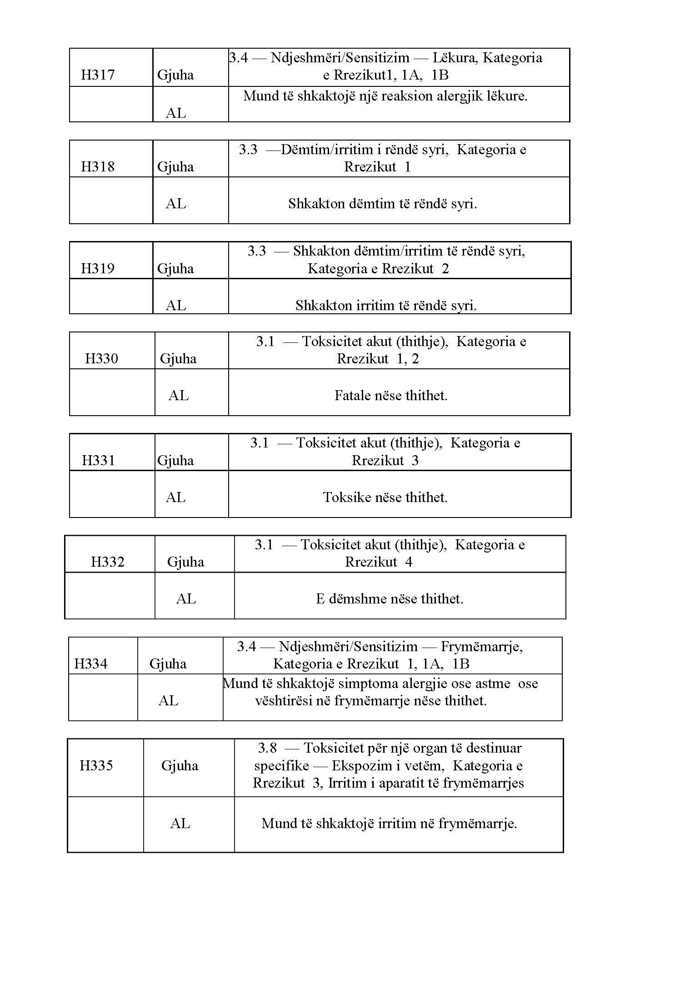 3.4 — Ndjeshmëri/Sensitizim — Lëkura, Kategoria
H317 Gjuha e Rrezikut1, 1A, 1B
Mund të shkaktojë një reaksion alergjik lëkure.
AL
3.3 —Dëmtim/irritim i rëndë syri, Kategoria e
H318 Gjuha Rrezikut 1
AL Shkakton dëmtim të rëndë syri.
3.3 — Shkakton dëmtim/irritim të rëndë syri,
H319 Gjuha Kategoria e Rrezikut 2
AL Shkakton irritim të rëndë syri.
3.1 — Toksicitet akut (thithje), Kategoria e
H330 Gjuha Rrezikut 1, 2
AL Fatale nëse thithet.
3.1 — Toksicitet akut (thithje), Kategoria e
H331 Gjuha Rrezikut 3
AL Toksike nëse thithet.
3.1 — Toksicitet akut (thithje), Kategoria e
H332 Gjuha Rrezikut 4
AL E dëmshme nëse thithet.
3.4 — Ndjeshmëri/Sensitizim — Frymëmarrje,
H334 Gjuha Kategoria e Rrezikut 1, 1A, 1B
Mund të shkaktojë simptoma alergjie ose astme ose
AL vështirësi në frymëmarrje nëse thithet.
3.8 — Toksicitet për një organ të destinuar
H335 Gjuha specifike — Ekspozim i vetëm, Kategoria e
Rrezikut 3, Irritim i aparatit të frymëmarrjes
AL Mund të shkaktojë irritim në frymëmarrje.